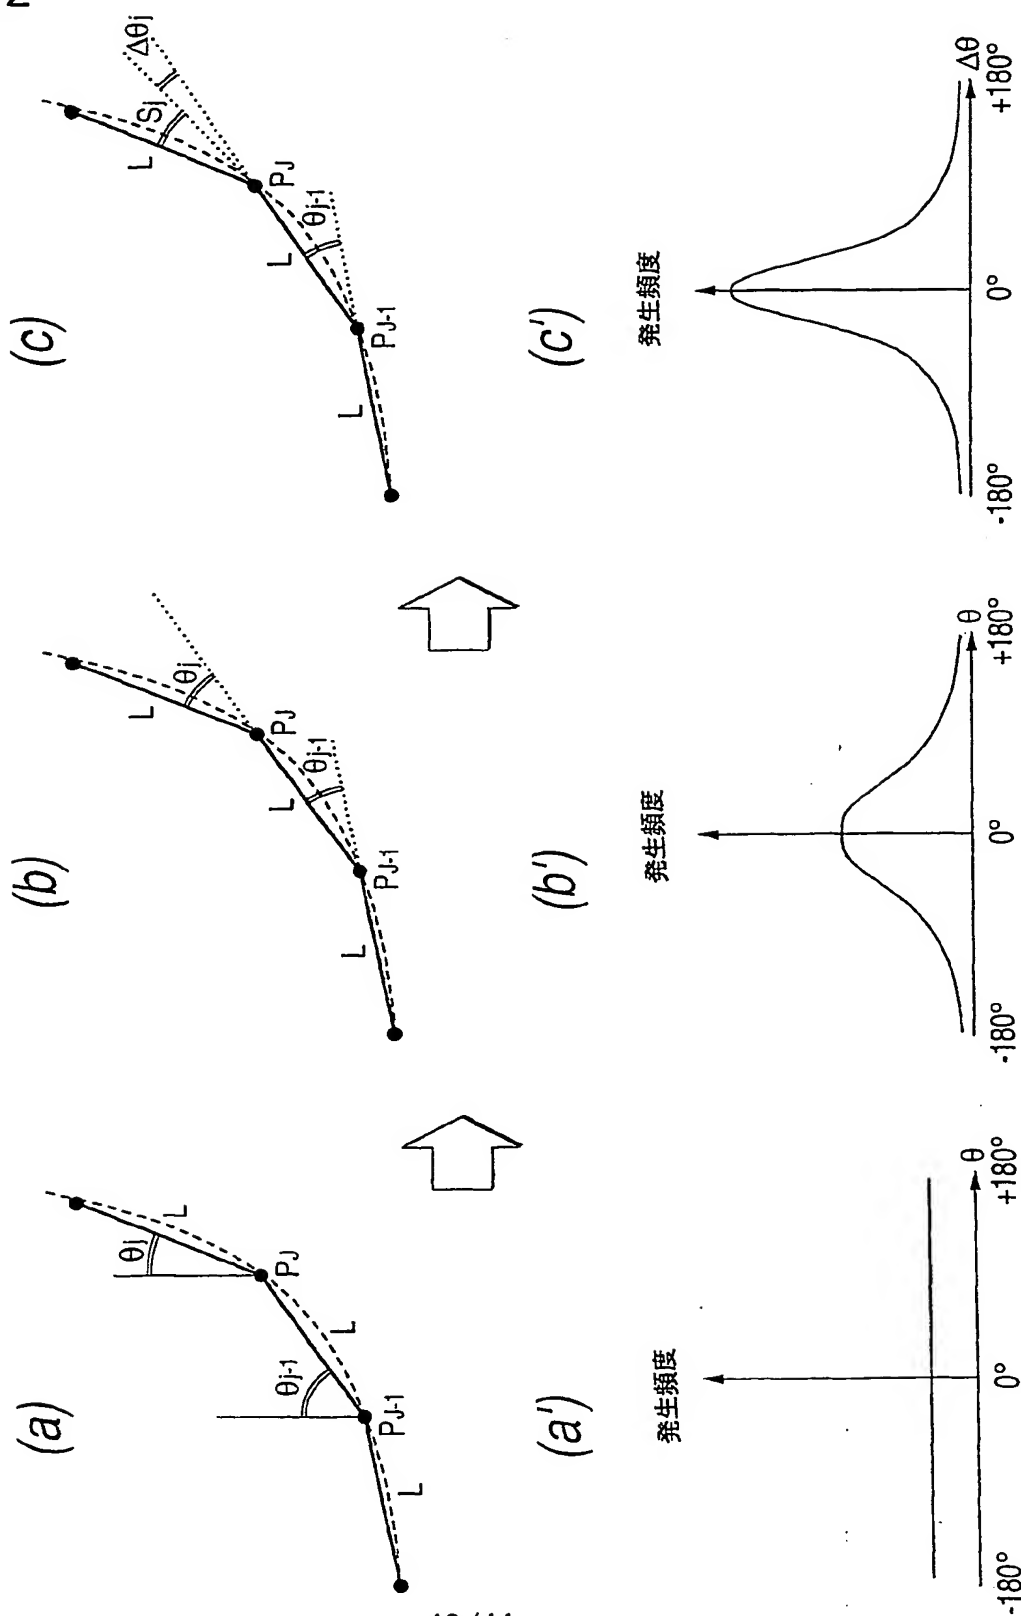 (a)
θj
L
PJ
θj-1
L
PJ-1
L
(b)
θj
L
PJ
θj-1
L
PJ-1
L
(c)
Δθj
Sj
L
PJ
θj-1
L
PJ-1
L
(a')
発生頻度
-180° 0° +180° θ
(b')
発生頻度
-180° 0° +180° θ
(c')
発生頻度
-180° 0° +180° Δθ